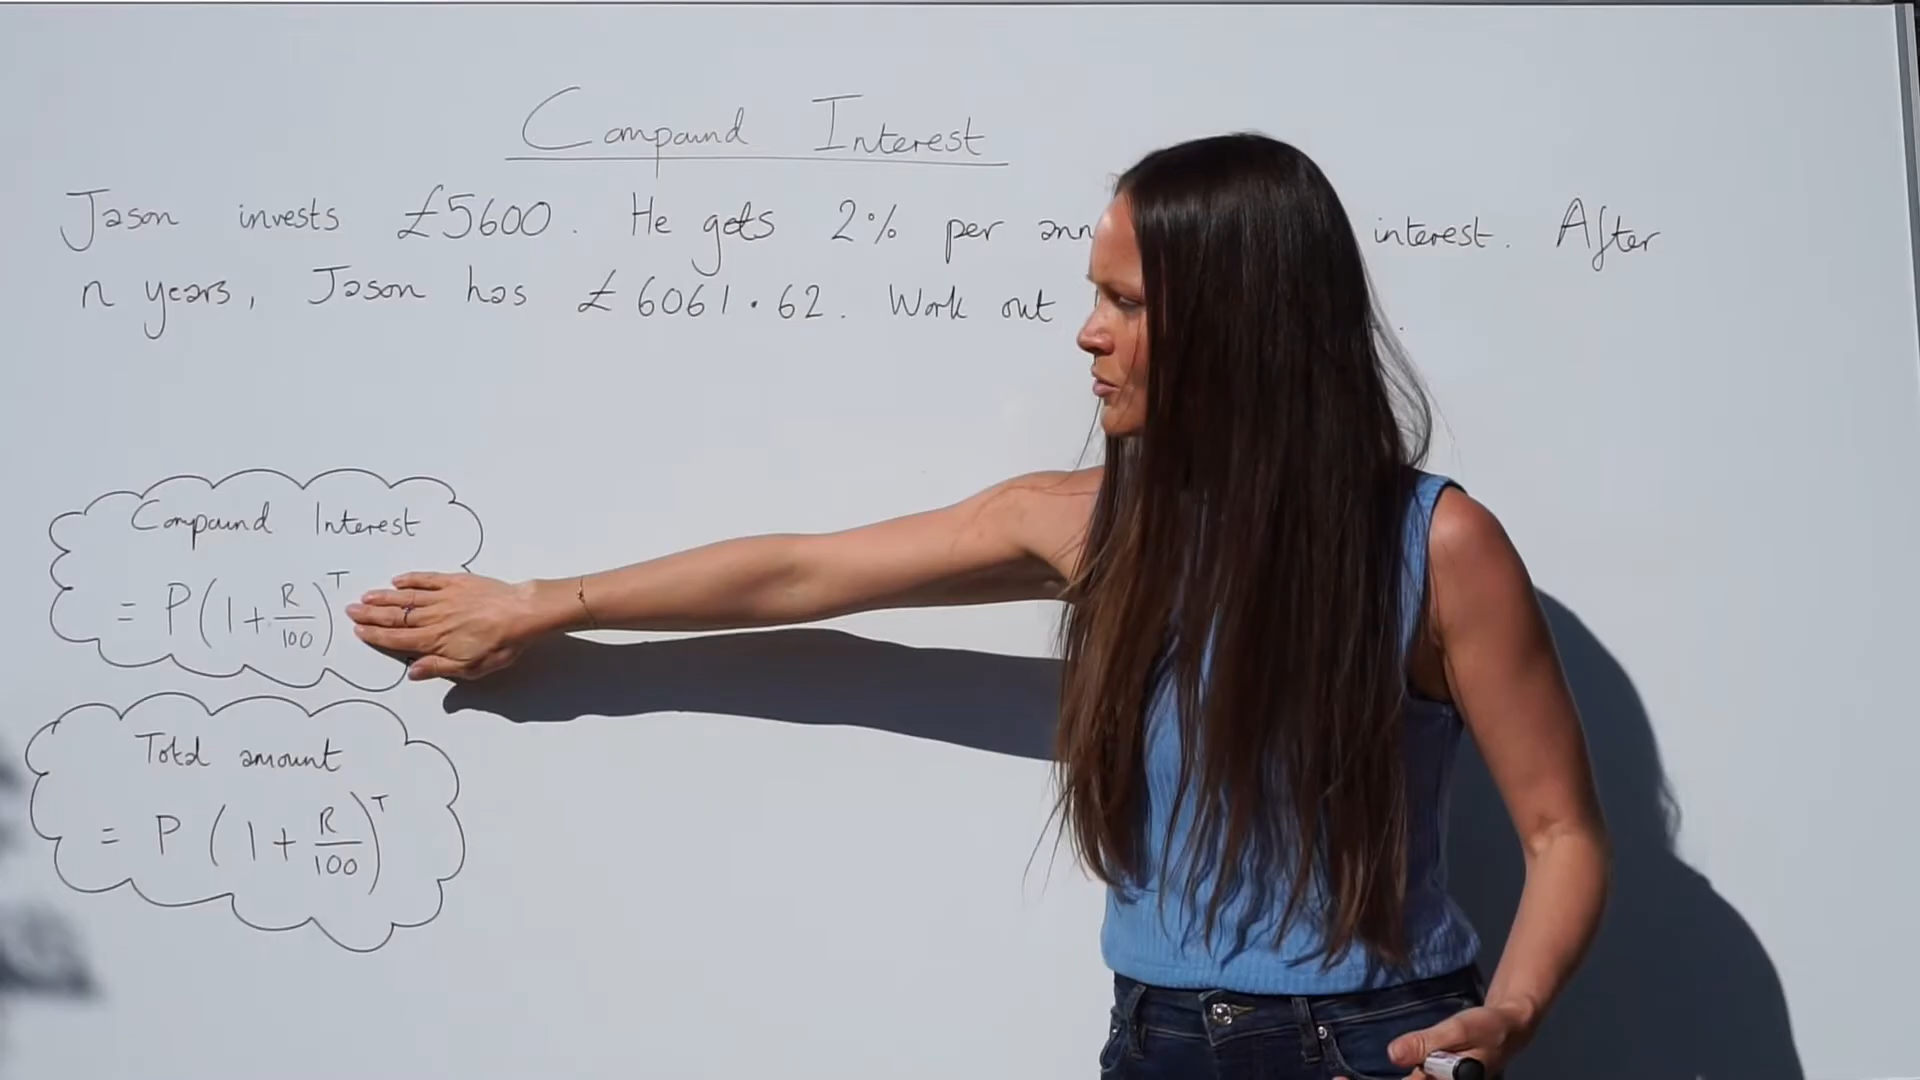 Compound Interest
Jason invests £5600. He gets 2% per ann interest. After
n years, Jason has £6061.62. Work out
Compound Interest
= P(1+R/100)^T
Total amount
= P(1+R/100)^T